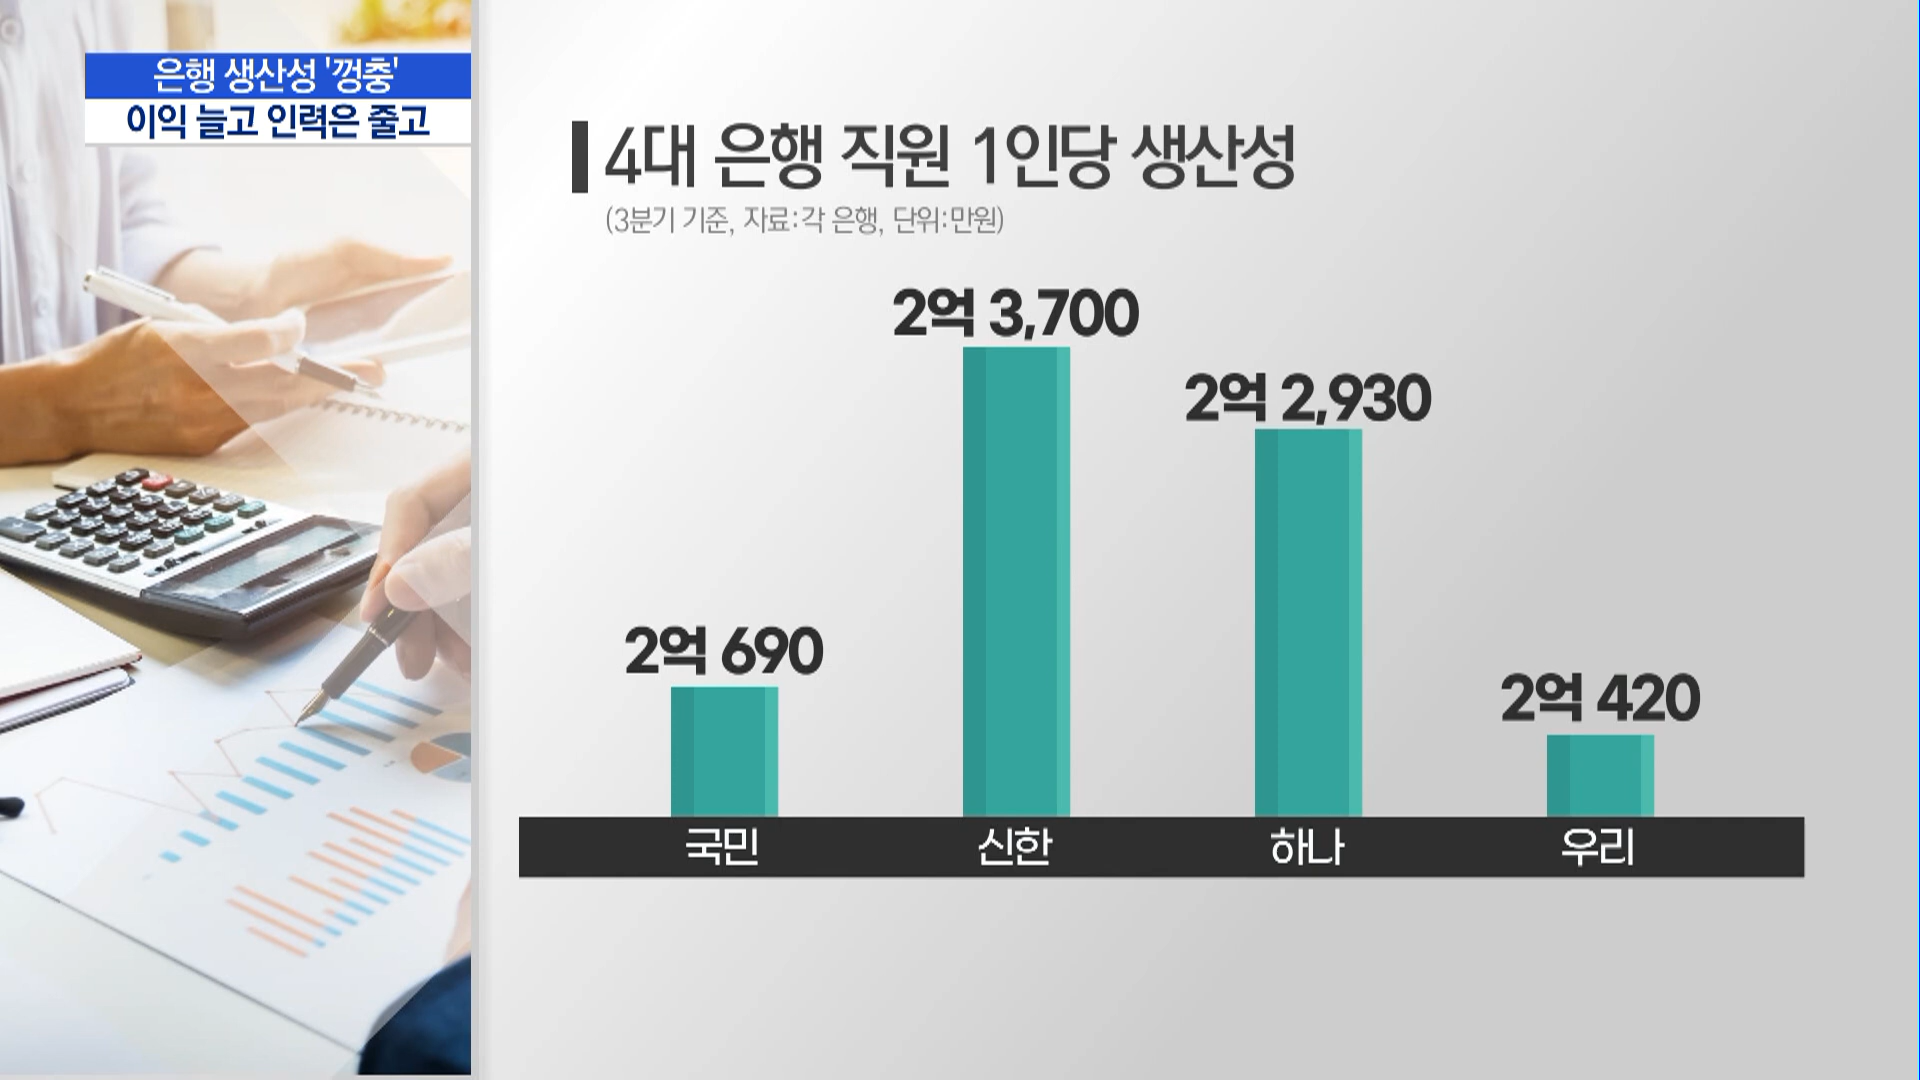 은행 생산성 '껑충'
이익 늘고 인력은 줄고
4대 은행 직원 1인당 생산성
(3분기 기준, 자료:각 은행, 단위:만원)
2억 690
2억 3,700
2억 2,930
2억 420
국민
신한
하나
우리